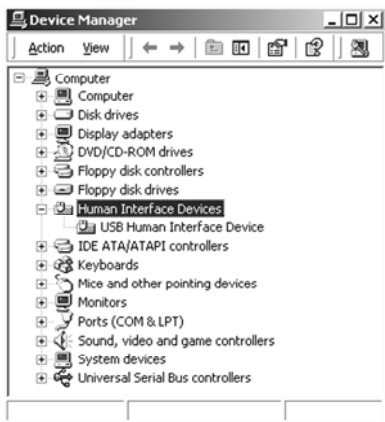 Device Manager
Action View
Computer
Computer
Disk drives
Display adapters
DVD/CD-ROM drives
Floppy disk controllers
Floppy disk drives
Human Interface Devices
USB Human Interface Device
IDE ATA/ATAPI controllers
Keyboards
Mice and other pointing devices
Monitors
Ports (COM & LPT)
Sound, video and game controllers
System devices
Universal Serial Bus controllers